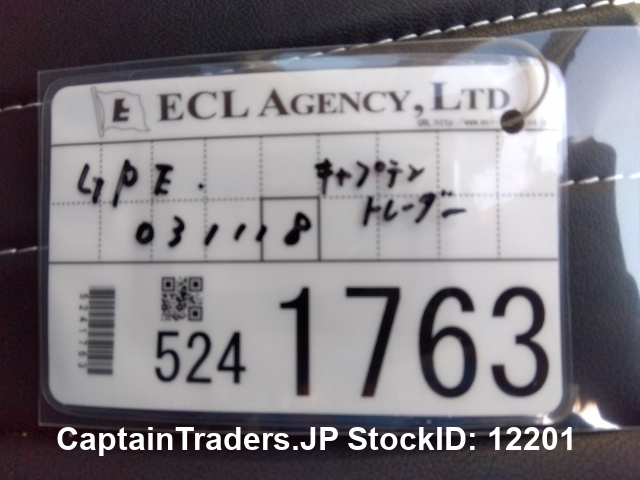 E ECL AGENCY, LTD
キャプテン
トレーダー
031118
524 1763
5241763
CaptainTraders.JP StockID: 12201